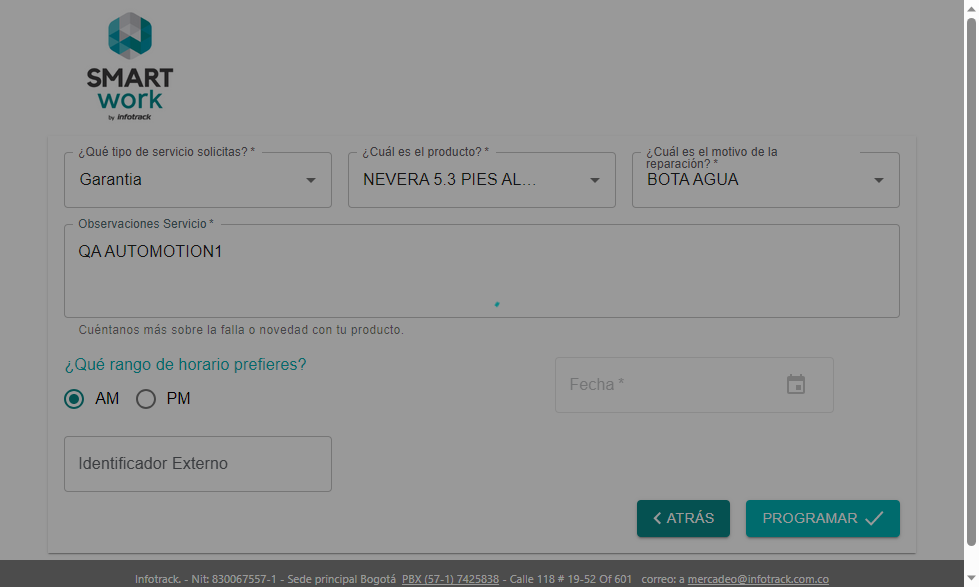 SMART
work
by infotrack
¿Qué tipo de servicio solicitas? *
Garantia
¿Cuál es el producto? *
NEVERA 5.3 PIES AL...
¿Cuál es el motivo de la
reparación? *
BOTA AGUA
Observaciones Servicio *
QA AUTOMOTION1
Cuéntanos más sobre la falla o novedad con tu producto.
¿Qué rango de horario prefieres?
AM
PM
Fecha *
Identificador Externo
ATRÁS
PROGRAMAR
Infotrack. - Nit: 830067557-1 - Sede principal Bogotá PBX (57-1) 7425838 - Calle 118 # 19-52 Of 601 correo: a mercadeo@infotrack.com.co